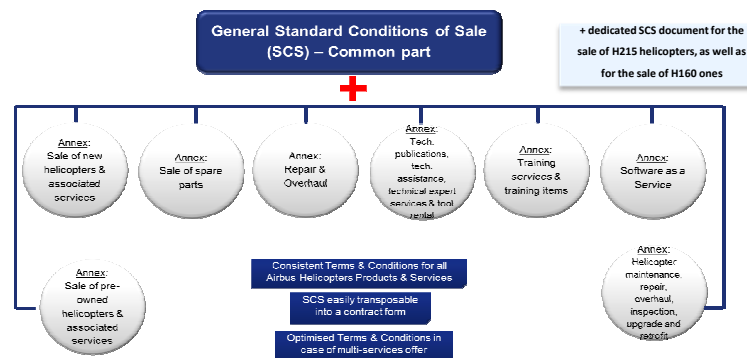 General Standard Conditions of Sale
(SCS) – Common part
+ dedicated SCS document for the
sale of H215 helicopters, as well as
for the sale of H160 ones
Annex:
Sale of new
helicopters &
associated
services
Annex:
Sale of spare
parts
Annex:
Repair &
Overhaul
Annex:
Tech.
publications,
tech.
assistance,
technical expert
services & tool
rental
Annex:
Training
services &
training items
Annex:
Software as a
Service
Annex:
Sale of pre-
owned
helicopters &
associated
services
Consistent Terms & Conditions for all
Airbus Helicopters Products & Services
SCS easily transposable
into a contract form
Optimised Terms & Conditions in
case of multi-services offer
Annex:
Helicopter
maintenance,
repair,
overhaul,
inspection,
upgrade and
retrofit